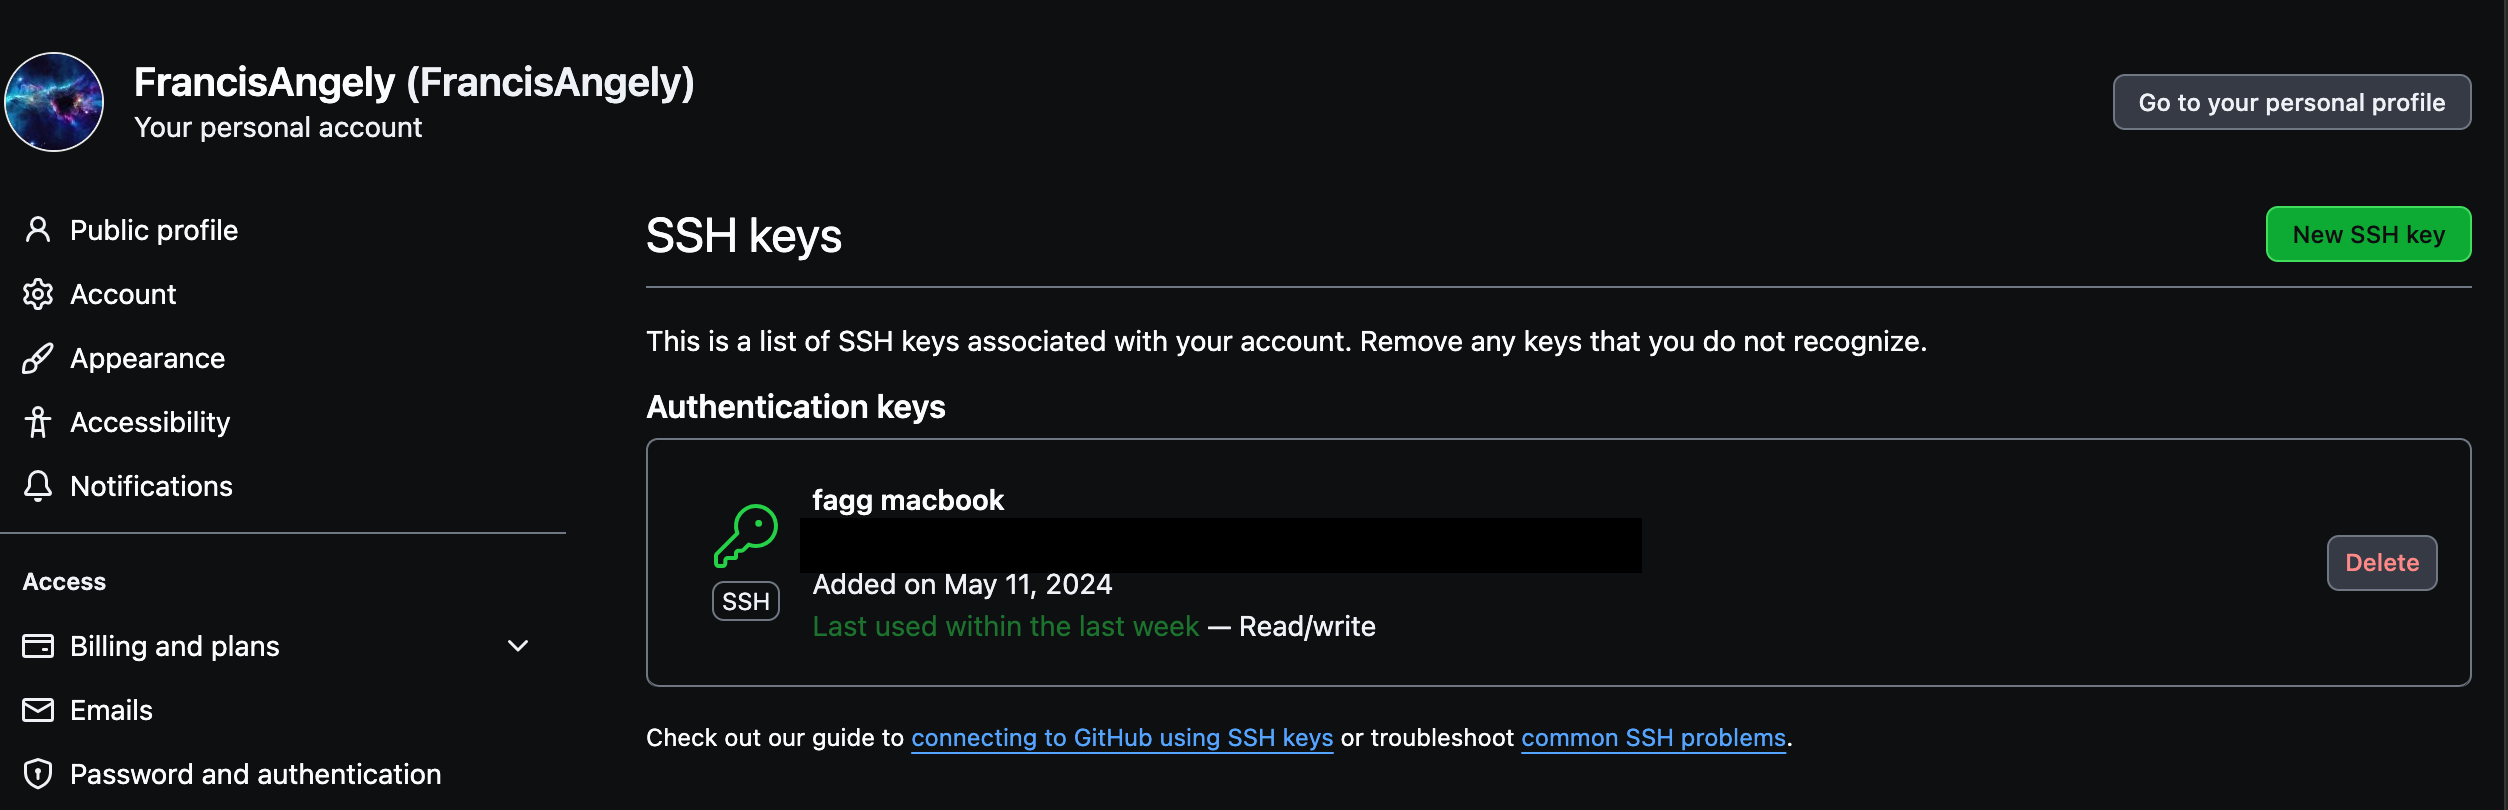 FrancisAngely (FrancisAngely)
Your personal account
Go to your personal profile
Public profile
Account
Appearance
Accessibility
Notifications
Access
Billing and plans
Emails
Password and authentication
SSH keys
New SSH key
This is a list of SSH keys associated with your account. Remove any keys that you do not recognize.
Authentication keys
fagg macbook
SSH
Added on May 11, 2024
Last used within the last week — Read/write
Delete
Check out our guide to connecting to GitHub using SSH keys or troubleshoot common SSH problems.